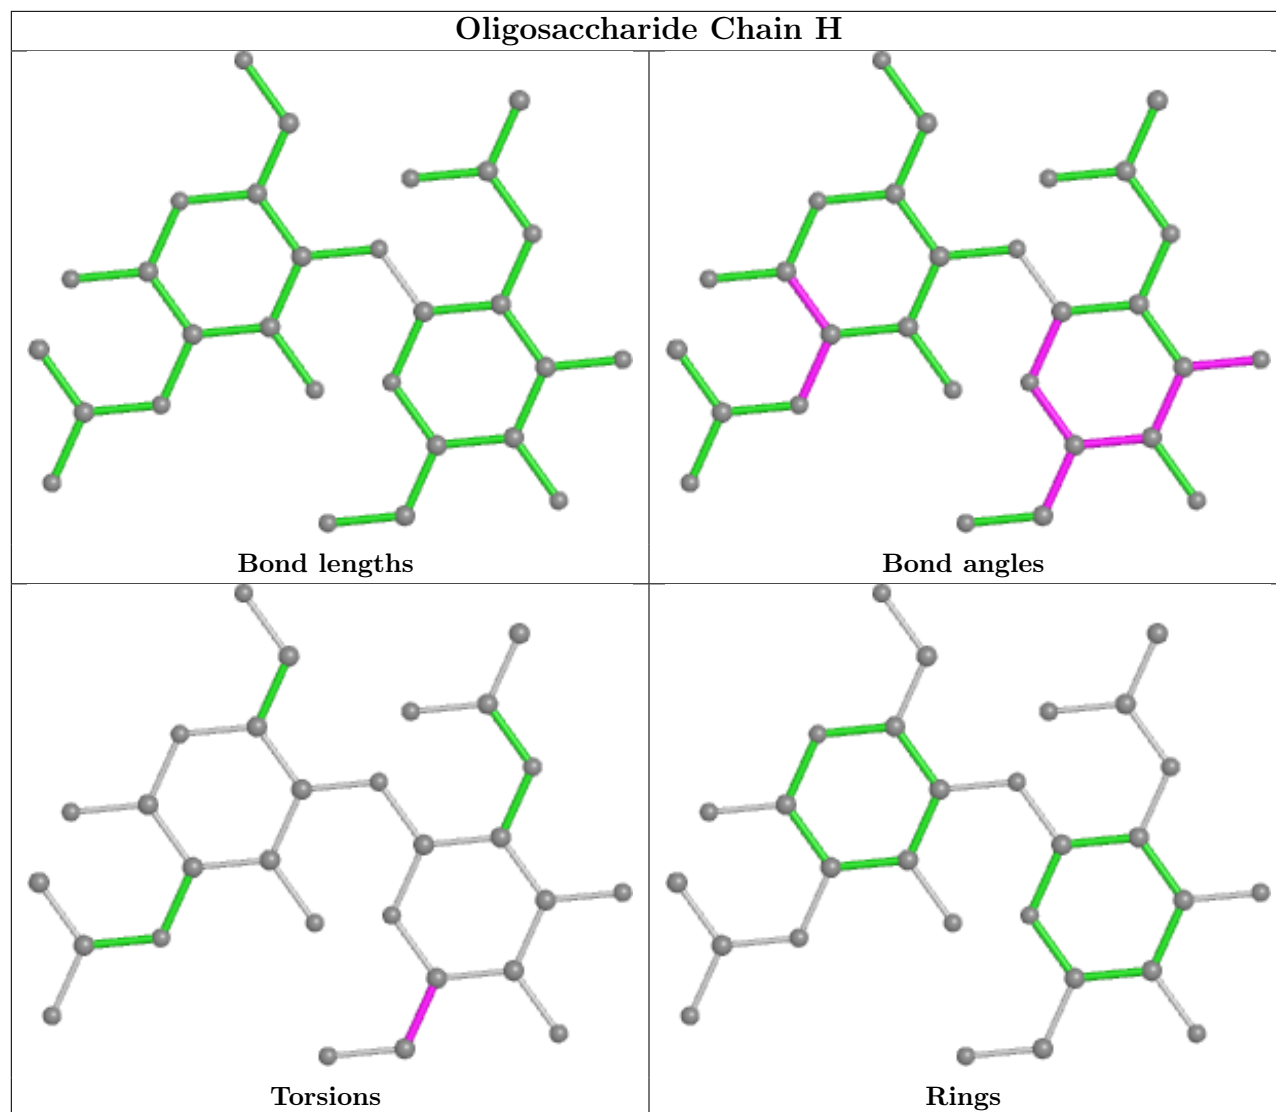 Oligosaccharide Chain H
Bond lengths
Bond angles
Torsions
Rings